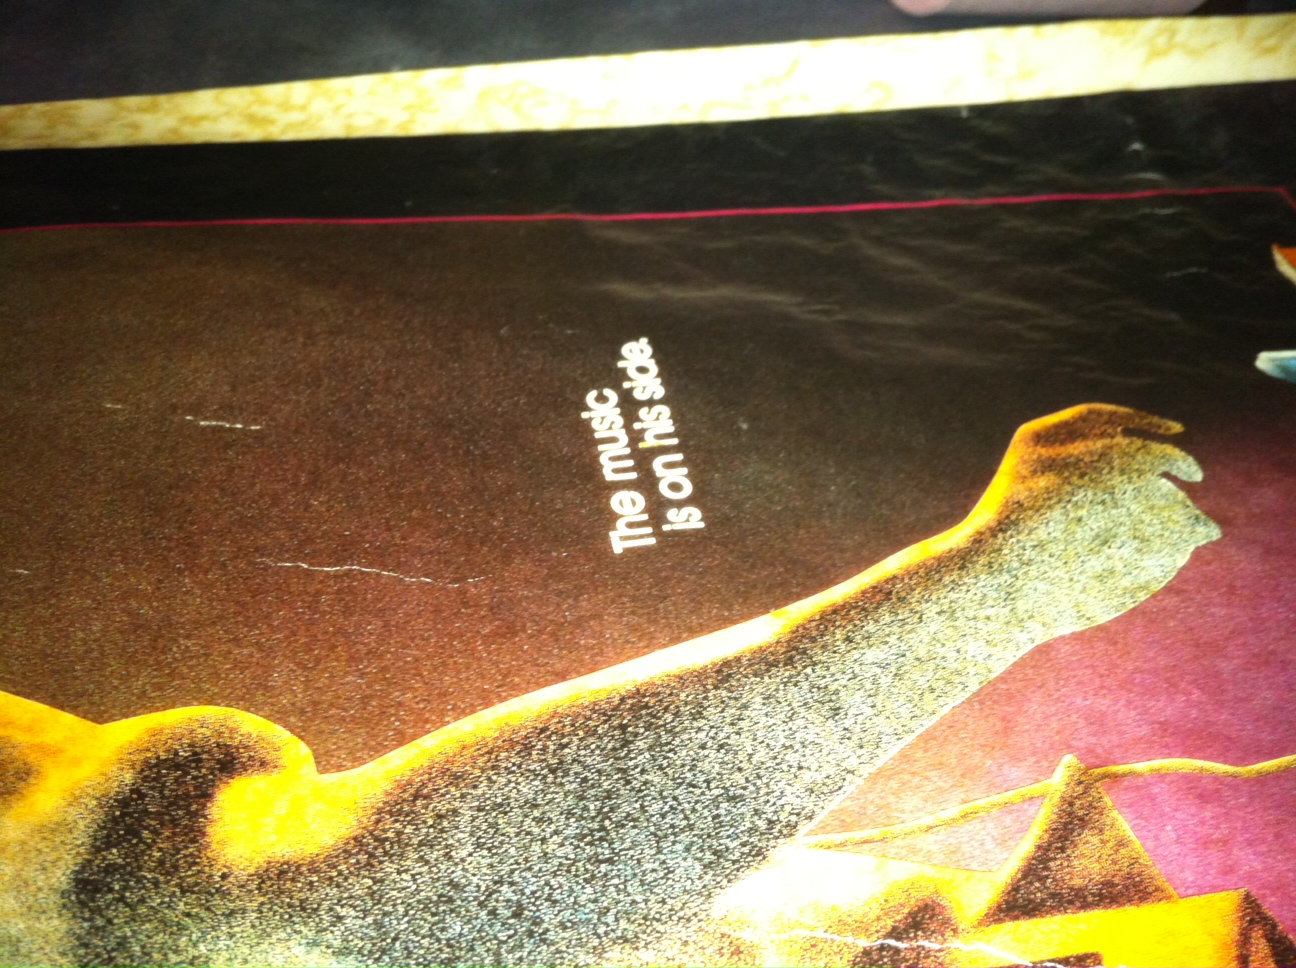 The music
is on his side.